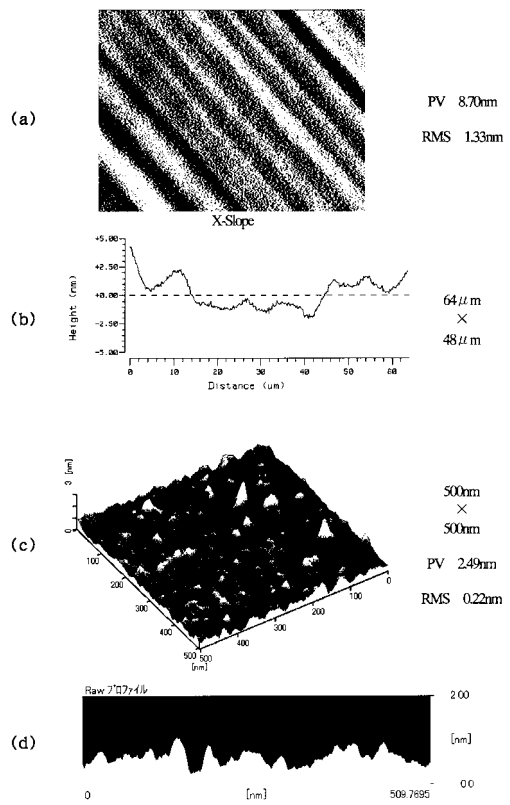 (a)
PV 8.70nm
RMS 1.33nm
X-Slope
(b)
Height (nm)
+5.00
+2.50
+0.00
-2.50
-5.00
0 10 20 30 40 50 60
Distance (um)
64μm
×
48μm
(c)
3 [nm]
0
100
200
300
400
500
[nm]
500
400
300
200
100
0
500nm
×
500nm
PV 2.49nm
RMS 0.22nm
(d)
Raw プロファイル
2.00
[nm]
0.0
0 [nm] 509.7695